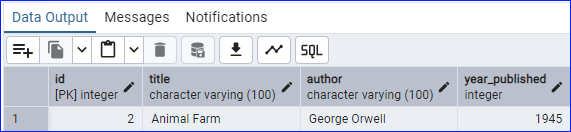 Data Output Messages Notifications
SQL
id title author year_published
[PK] integer character varying (100) character varying (100) integer
1 2 Animal Farm George Orwell 1945